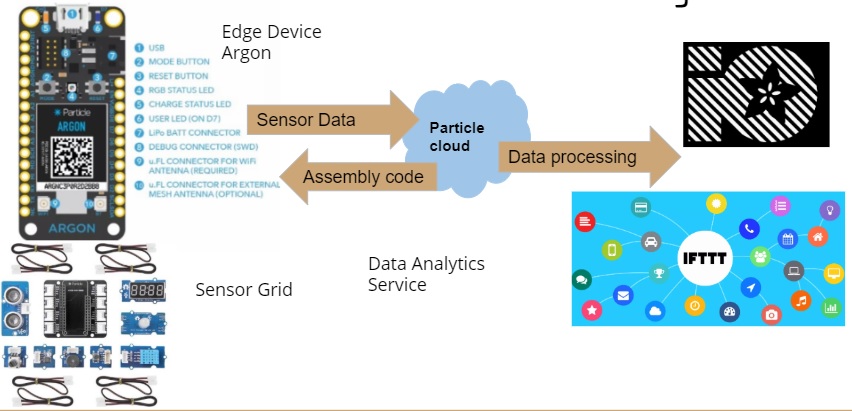 Edge Device
Argon
1 USB
2 MODE BUTTON
3 RESET BUTTON
4 RGB STATUS LED
5 CHARGE STATUS LED
6 USER LED (ON D7)
7 LiPo BATT CONNECTOR
8 DEBUG CONNECTOR (SWD)
9 u.FL CONNECTOR FOR WiFi
ANTENNA (REQUIRED)
10 u.FL CONNECTOR FOR EXTERNAL
MESH ANTENNA (OPTIONAL)
Particle
ARGON
ARGON
Sensor Data
Assembly code
Particle
cloud
Data processing
IFTTT
Data Analytics
Service
Sensor Grid